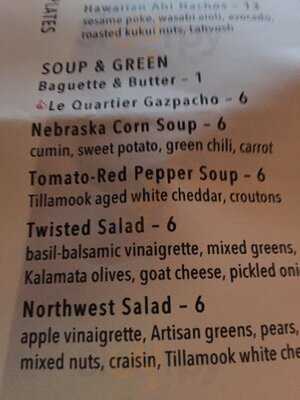 PLATES
Hawaiian Ahi Nachos – 13
sesame poke, wasabi aioli, avocado,
roasted kukui nuts, lahvosh
SOUP & GREEN
Baguette & Butter – 1
Le Quartier Gazpacho – 6
Nebraska Corn Soup – 6
cumin, sweet potato, green chili, carrot
Tomato-Red Pepper Soup – 6
Tillamook aged white cheddar, croutons
Twisted Salad – 6
basil-balsamic vinaigrette, mixed greens,
Kalamata olives, goat cheese, pickled oni
Northwest Salad – 6
apple vinaigrette, Artisan greens, pears,
mixed nuts, craisin, Tillamook white che